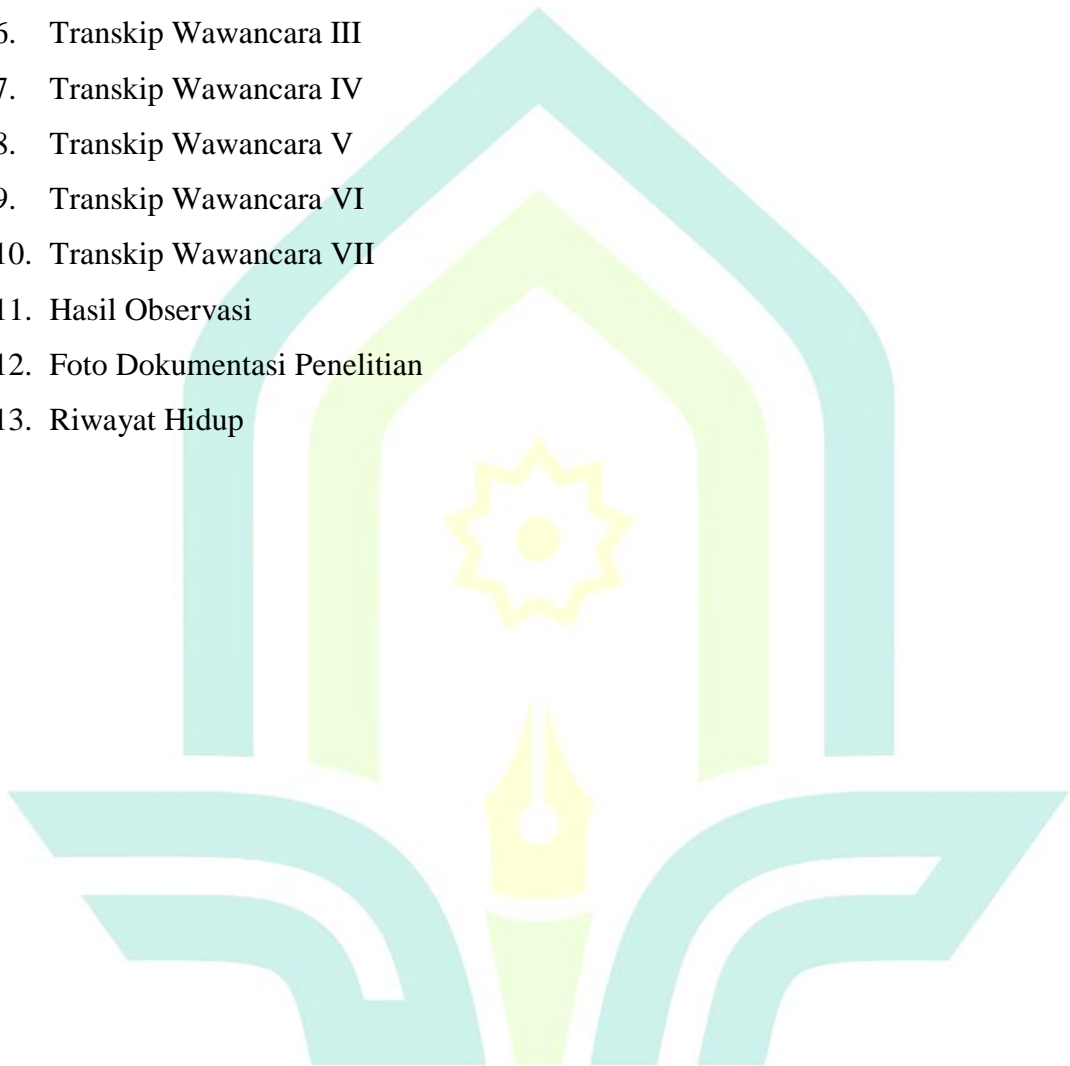 6. Transkip Wawancara III
7. Transkip Wawancara IV
8. Transkip Wawancara V
9. Transkip Wawancara VI
10. Transkip Wawancara VII
11. Hasil Observasi
12. Foto Dokumentasi Penelitian
13. Riwayat Hidup